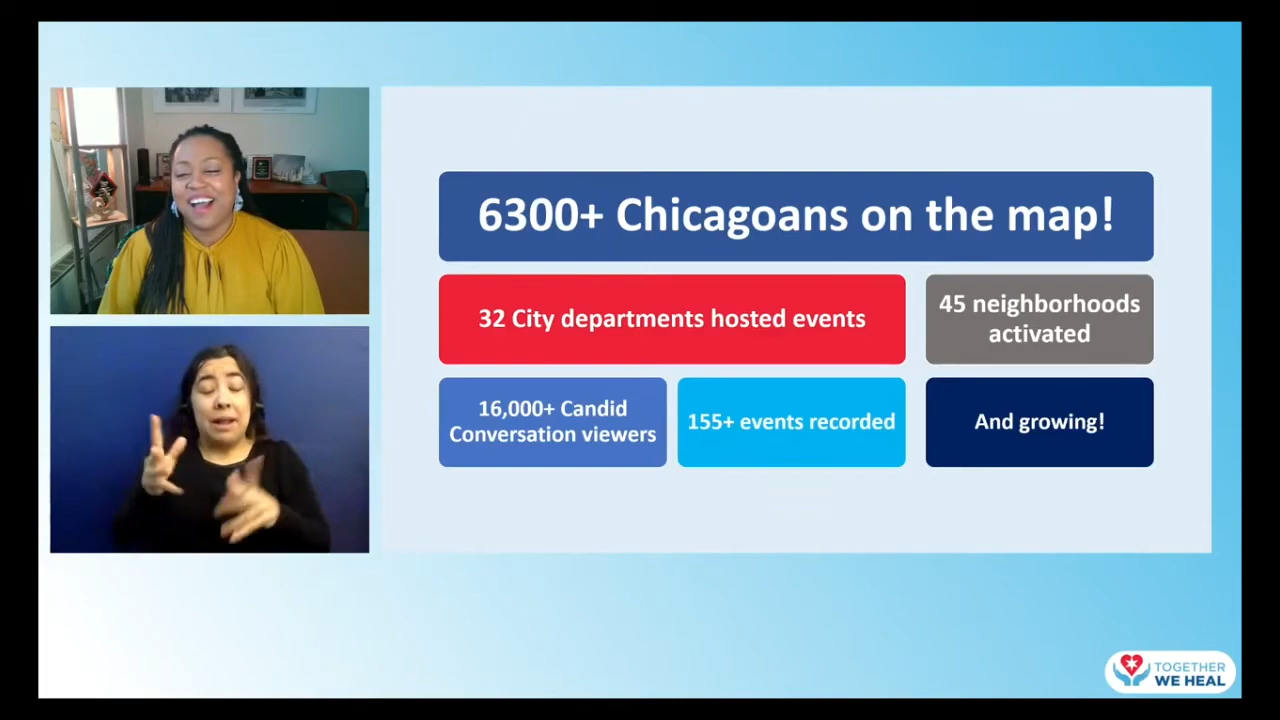 6300+ Chicagoans on the map!
32 City departments hosted events
45 neighborhoods
activated
16,000+ Candid
Conversation viewers
155+ events recorded
And growing!
TOGETHER
WE HEAL